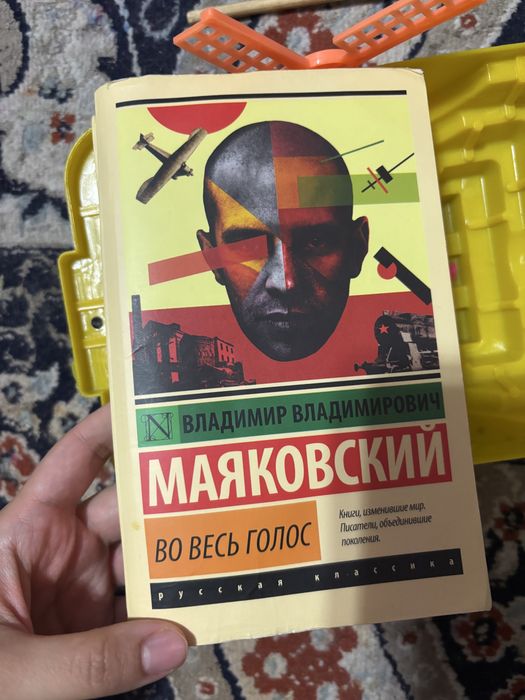 N ВЛАДИМИР ВЛАДИМИРОВИЧ
МАЯКОВСКИЙ
ВО ВЕСЬ ГОЛОС
Книги, изменившие мир.
Писатели, объединившие
поколения.
русская классика